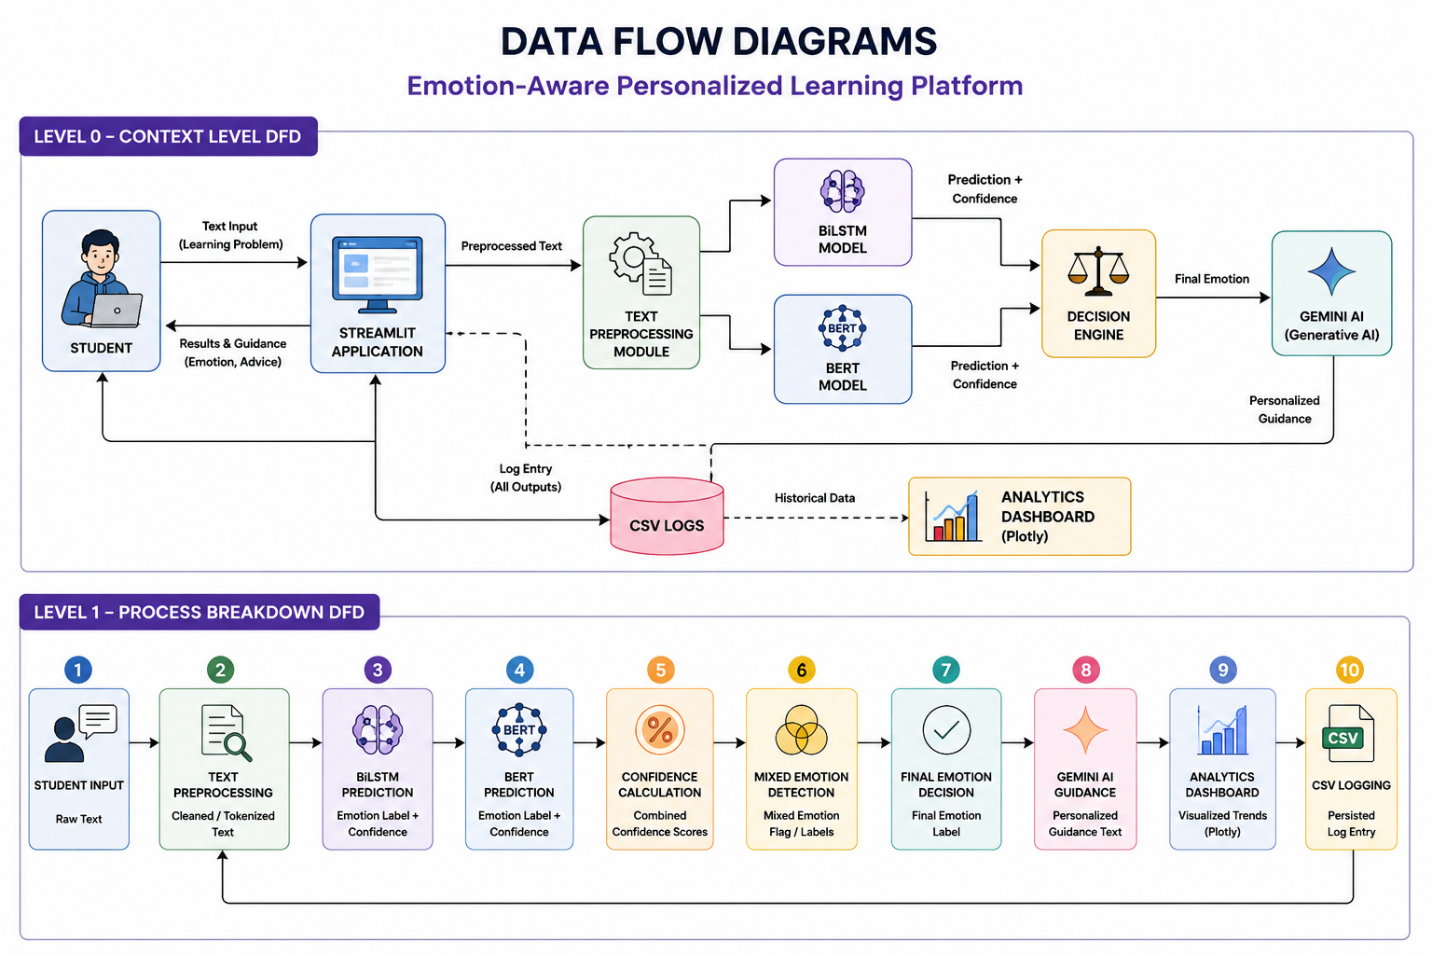 DATA FLOW DIAGRAMS
Emotion-Aware Personalized Learning Platform
LEVEL 0 – CONTEXT LEVEL DFD
STUDENT
Text Input
(Learning Problem)
Results & Guidance
(Emotion, Advice)
STREAMLIT
APPLICATION
Preprocessed Text
TEXT
PREPROCESSING
MODULE
BiLSTM
MODEL
BERT
BERT
MODEL
Prediction +
Confidence
Prediction +
Confidence
DECISION
ENGINE
Final Emotion
GEMINI AI
(Generative AI)
Personalized
Guidance
Log Entry
(All Outputs)
CSV LOGS
Historical Data
ANALYTICS
DASHBOARD
(Plotly)
LEVEL 1 – PROCESS BREAKDOWN DFD
1
STUDENT INPUT
Raw Text
2
TEXT
PREPROCESSING
Cleaned / Tokenized
Text
3
BiLSTM
PREDICTION
Emotion Label +
Confidence
4
BERT
BERT
PREDICTION
Emotion Label +
Confidence
5
%
CONFIDENCE
CALCULATION
Combined
Confidence Scores
6
MIXED EMOTION
DETECTION
Mixed Emotion
Flag / Labels
7
FINAL EMOTION
DECISION
Final Emotion
Label
8
GEMINI AI
GUIDANCE
Personalized
Guidance Text
9
ANALYTICS
DASHBOARD
Visualized Trends
(Plotly)
10
CSV
CSV LOGGING
Persisted
Log Entry